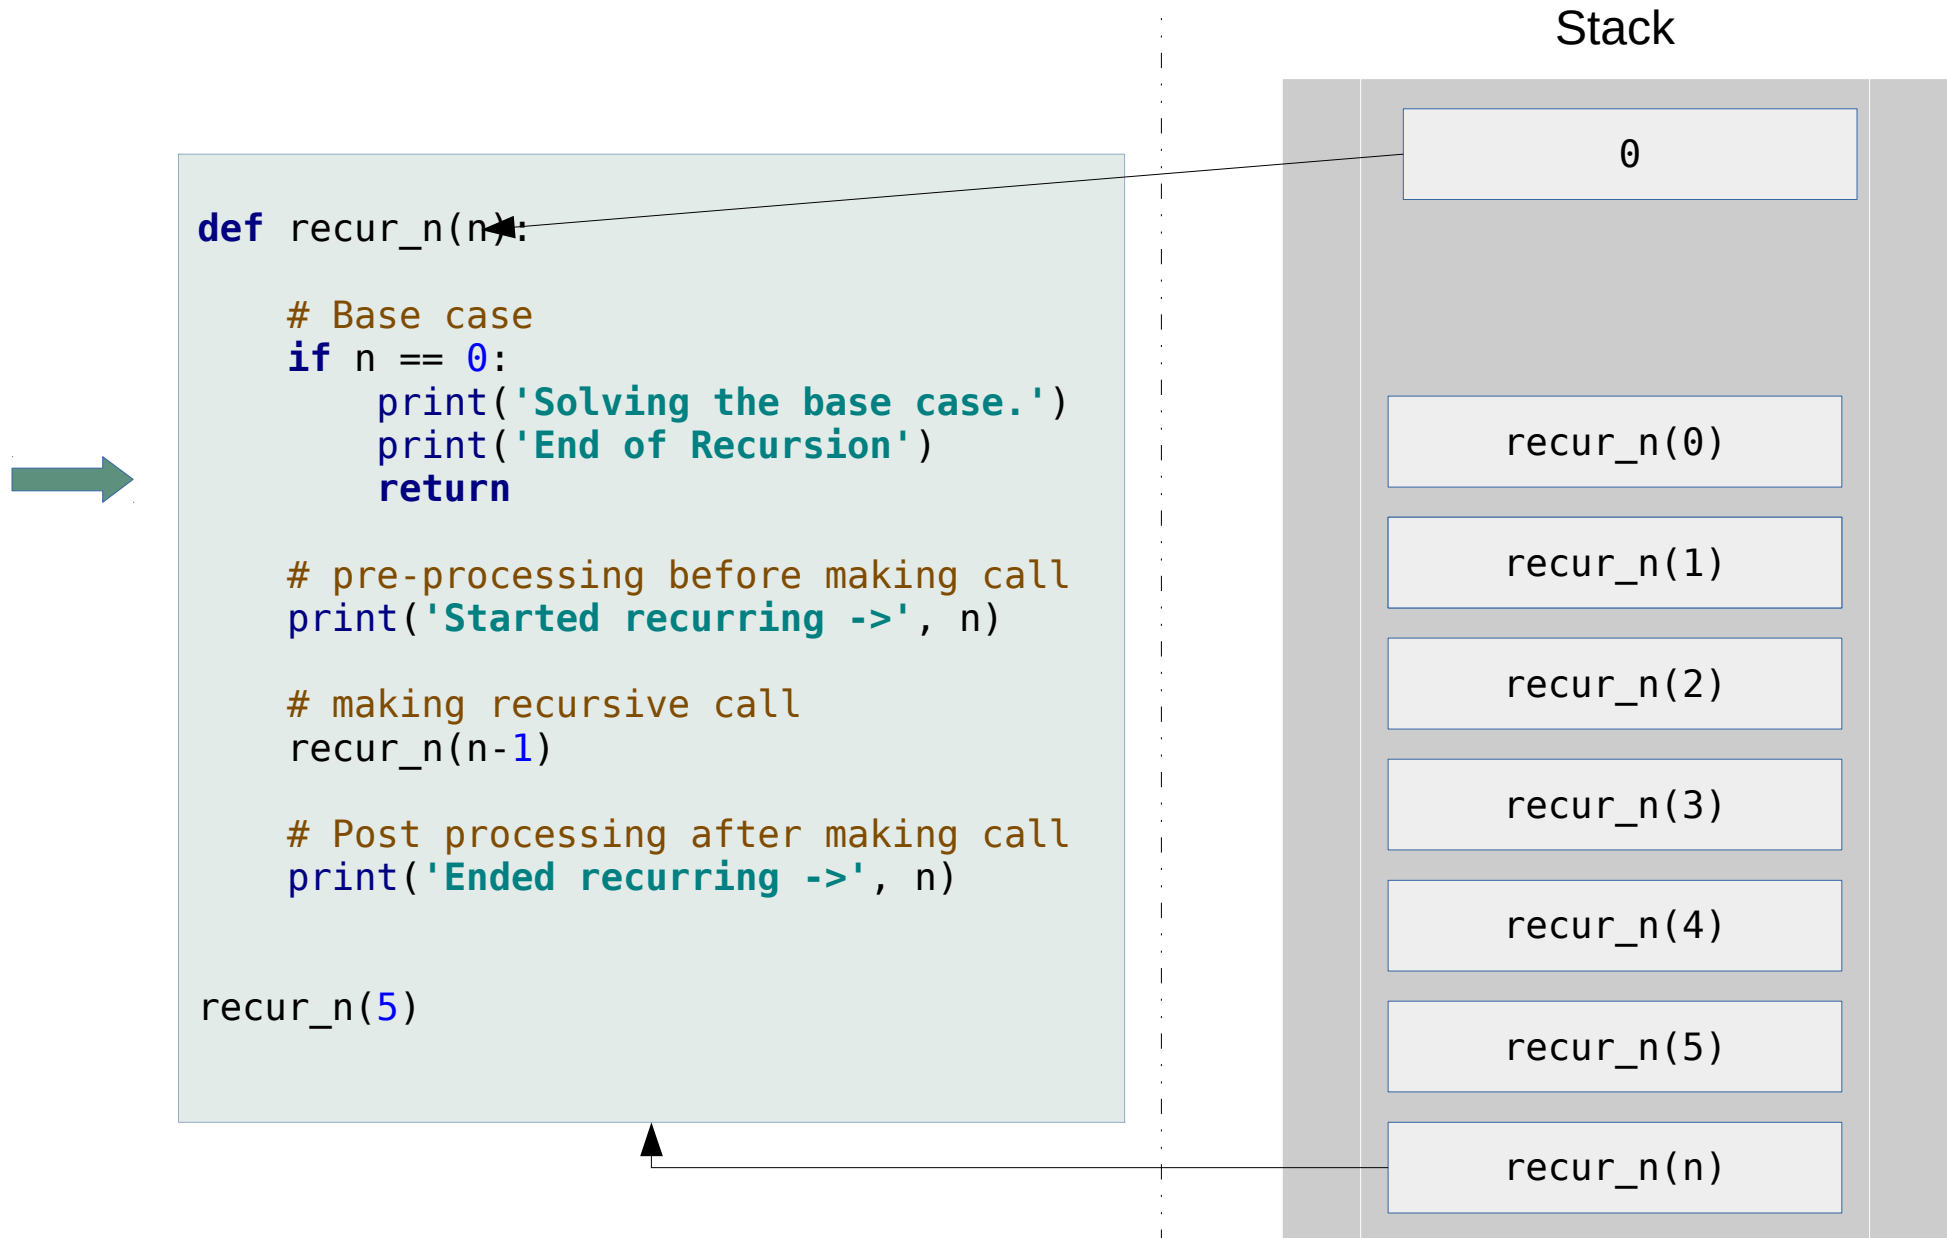 Stack
def recur_n(n):
    # Base case
    if n == 0:
        print('Solving the base case.')
        print('End of Recursion')
        return
    # pre-processing before making call
    print('Started recurring ->', n)
    # making recursive call
    recur_n(n-1)
    # Post processing after making call
    print('Ended recurring ->', n)
recur_n(5)
0
recur_n(0)
recur_n(1)
recur_n(2)
recur_n(3)
recur_n(4)
recur_n(5)
recur_n(n)